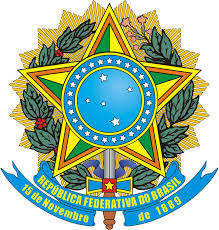 REPÚBLICA FEDERATIVA DO BRASIL
15 de Novembro de 1889